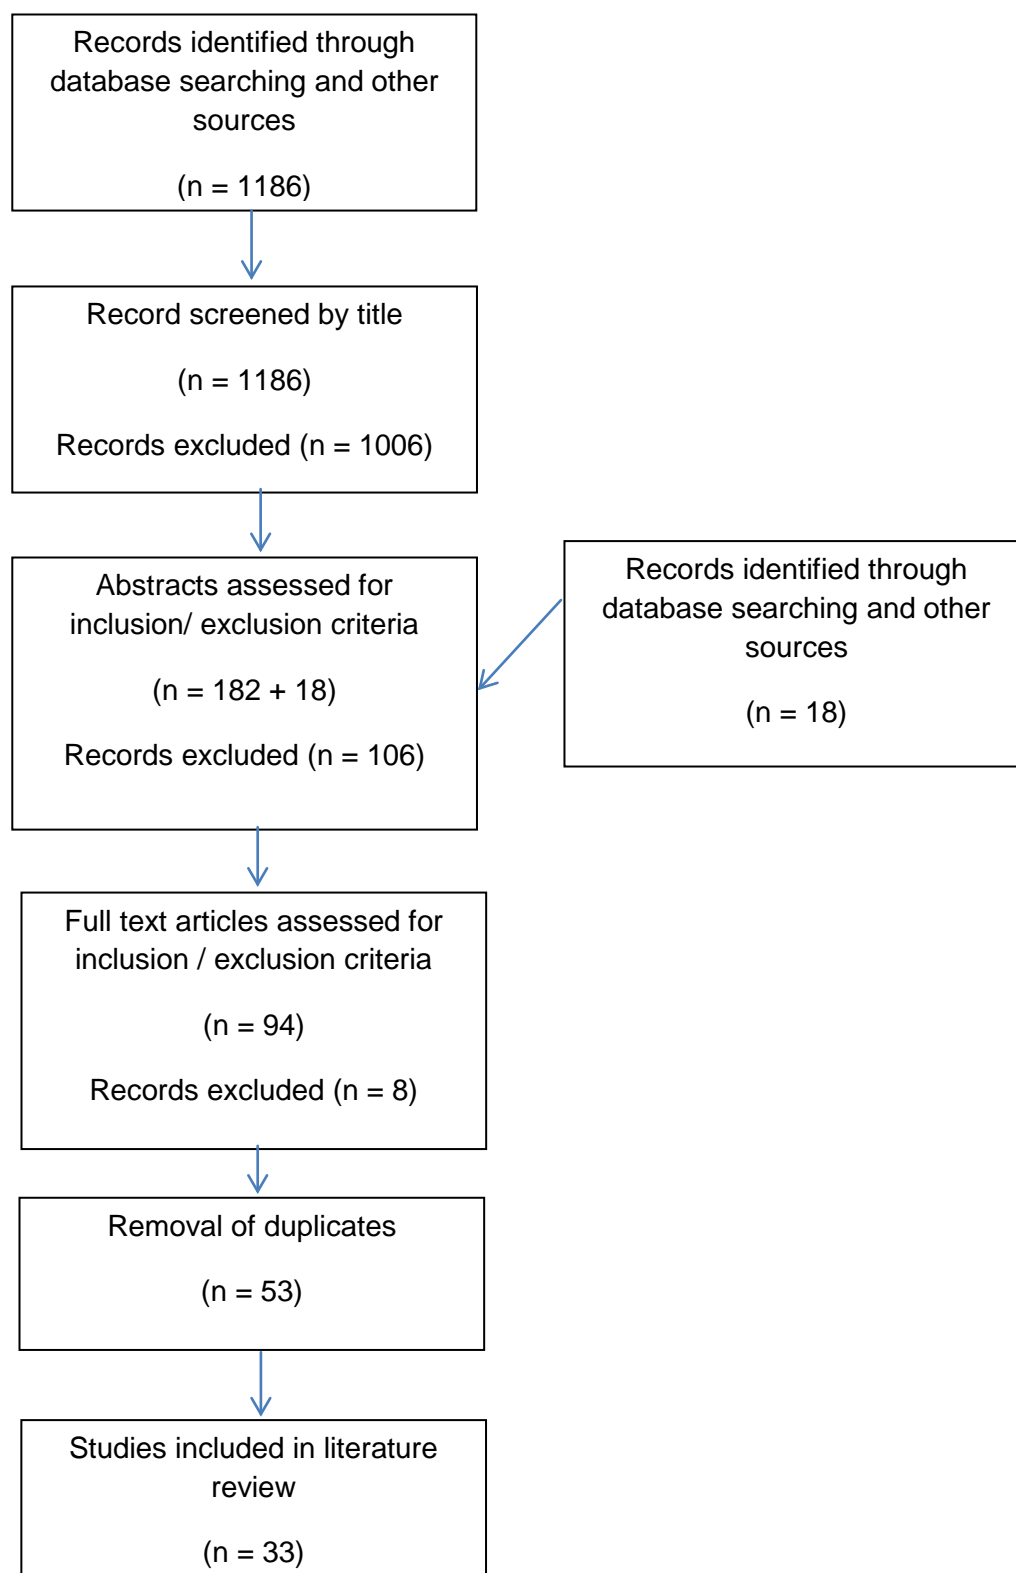 Records identified through
database searching and other
sources
(n = 1186)
Record screened by title
(n = 1186)
Records excluded (n = 1006)
Abstracts assessed for
inclusion/ exclusion criteria
(n = 182 + 18)
Records excluded (n = 106)
Records identified through
database searching and other
sources
(n = 18)
Full text articles assessed for
inclusion / exclusion criteria
(n = 94)
Records excluded (n = 8)
Removal of duplicates
(n = 53)
Studies included in literature
review
(n = 33)